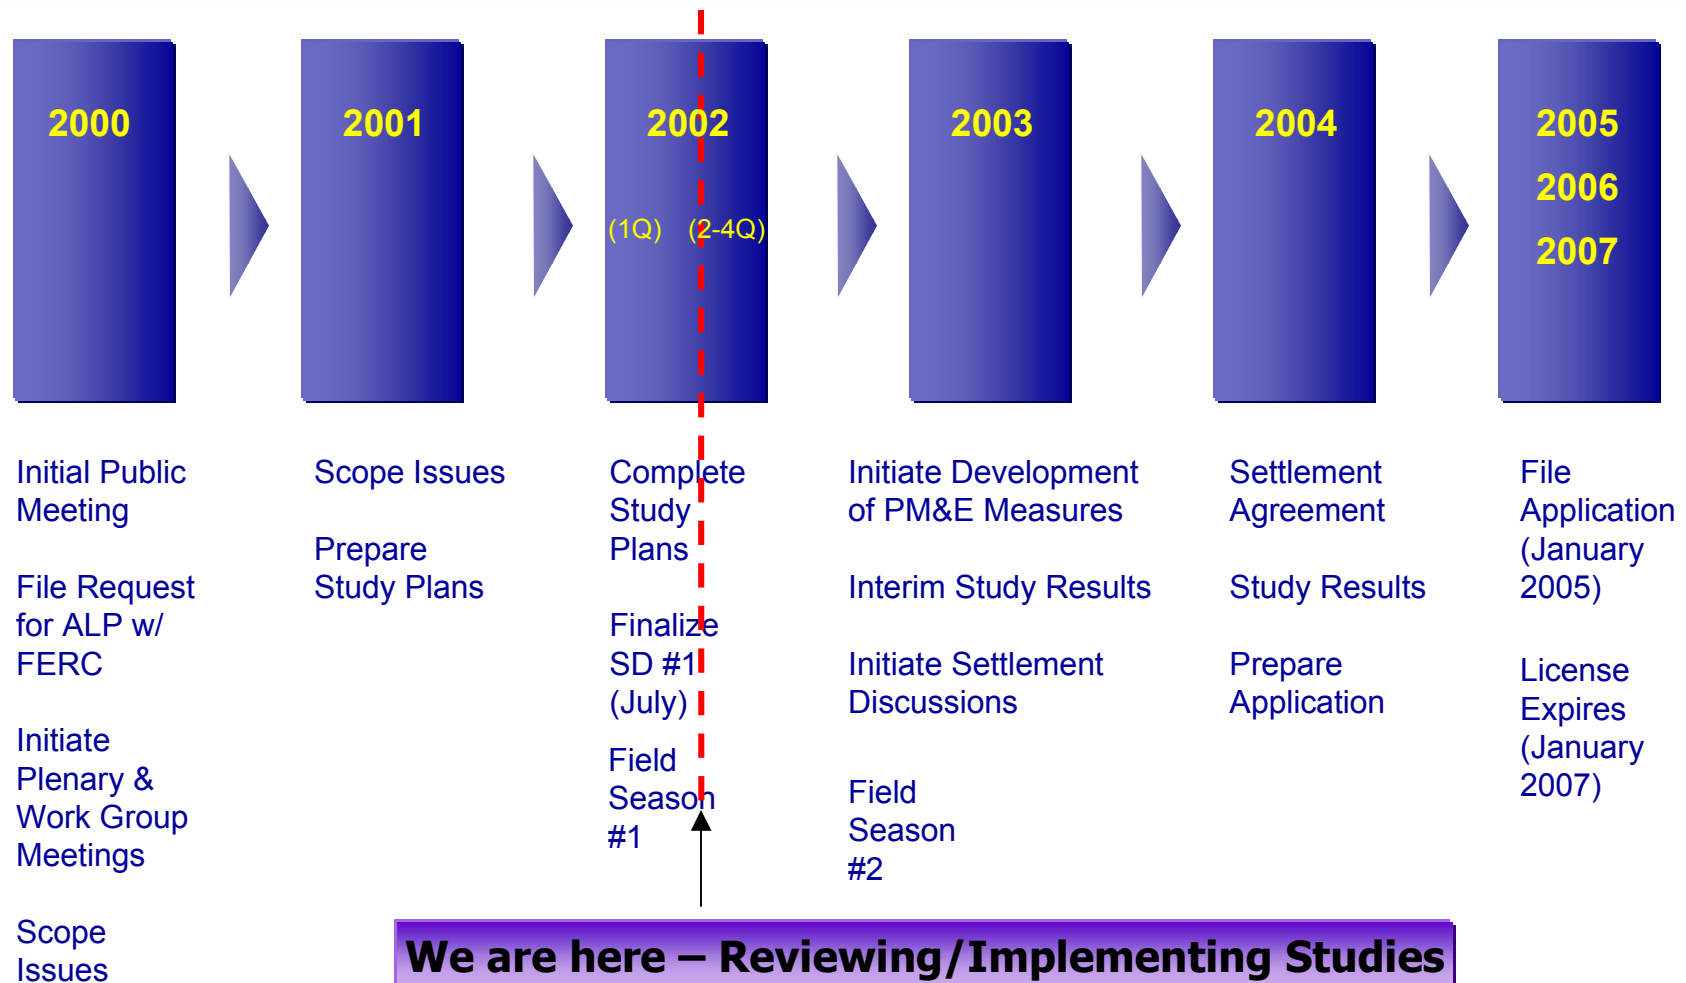 2000
2001
2002
(1Q) (2-4Q)
2003
2004
2005
2006
2007
Initial Public
Meeting
File Request
for ALP w/
FERC
Initiate
Plenary &
Work Group
Meetings
Scope
Issues
Scope Issues
Prepare
Study Plans
Complete
Study
Plans
Finalize
SD #1
(July)
Field
Season
#1
Initiate Development
of PM&E Measures
Interim Study Results
Initiate Settlement
Discussions
Field
Season
#2
Settlement
Agreement
Study Results
Prepare
Application
File
Application
(January
2005)
License
Expires
(January
2007)
We are here – Reviewing/Implementing Studies